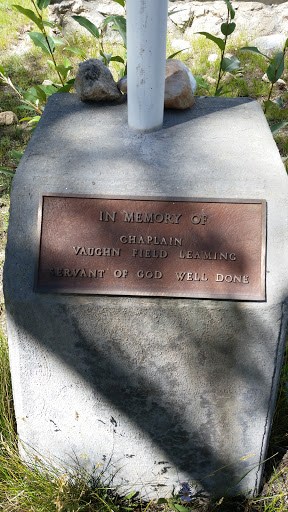 IN MEMORY OF
CHAPLAIN
VAUGHN FIELD LEAMING
SERVANT OF GOD WELL DONE